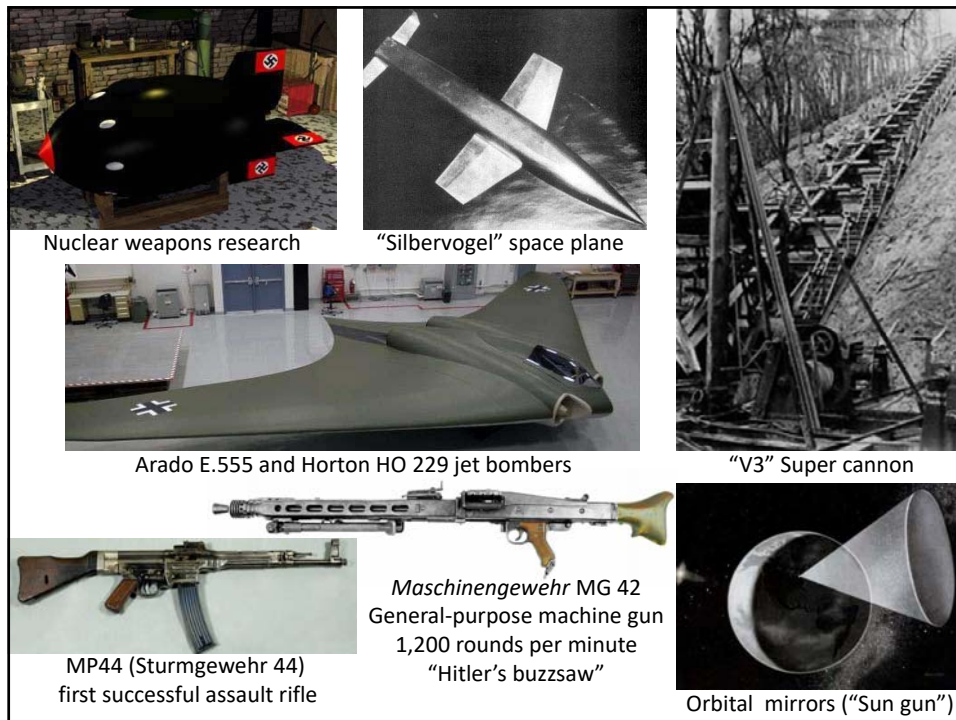 Nuclear weapons research
“Silbervogel” space plane
Arado E.555 and Horton HO 229 jet bombers
“V3” Super cannon
Maschinengewehr MG 42
General-purpose machine gun
1,200 rounds per minute
“Hitler’s buzzsaw”
MP44 (Sturmgewehr 44)
first successful assault rifle
Orbital  mirrors (“Sun gun”)